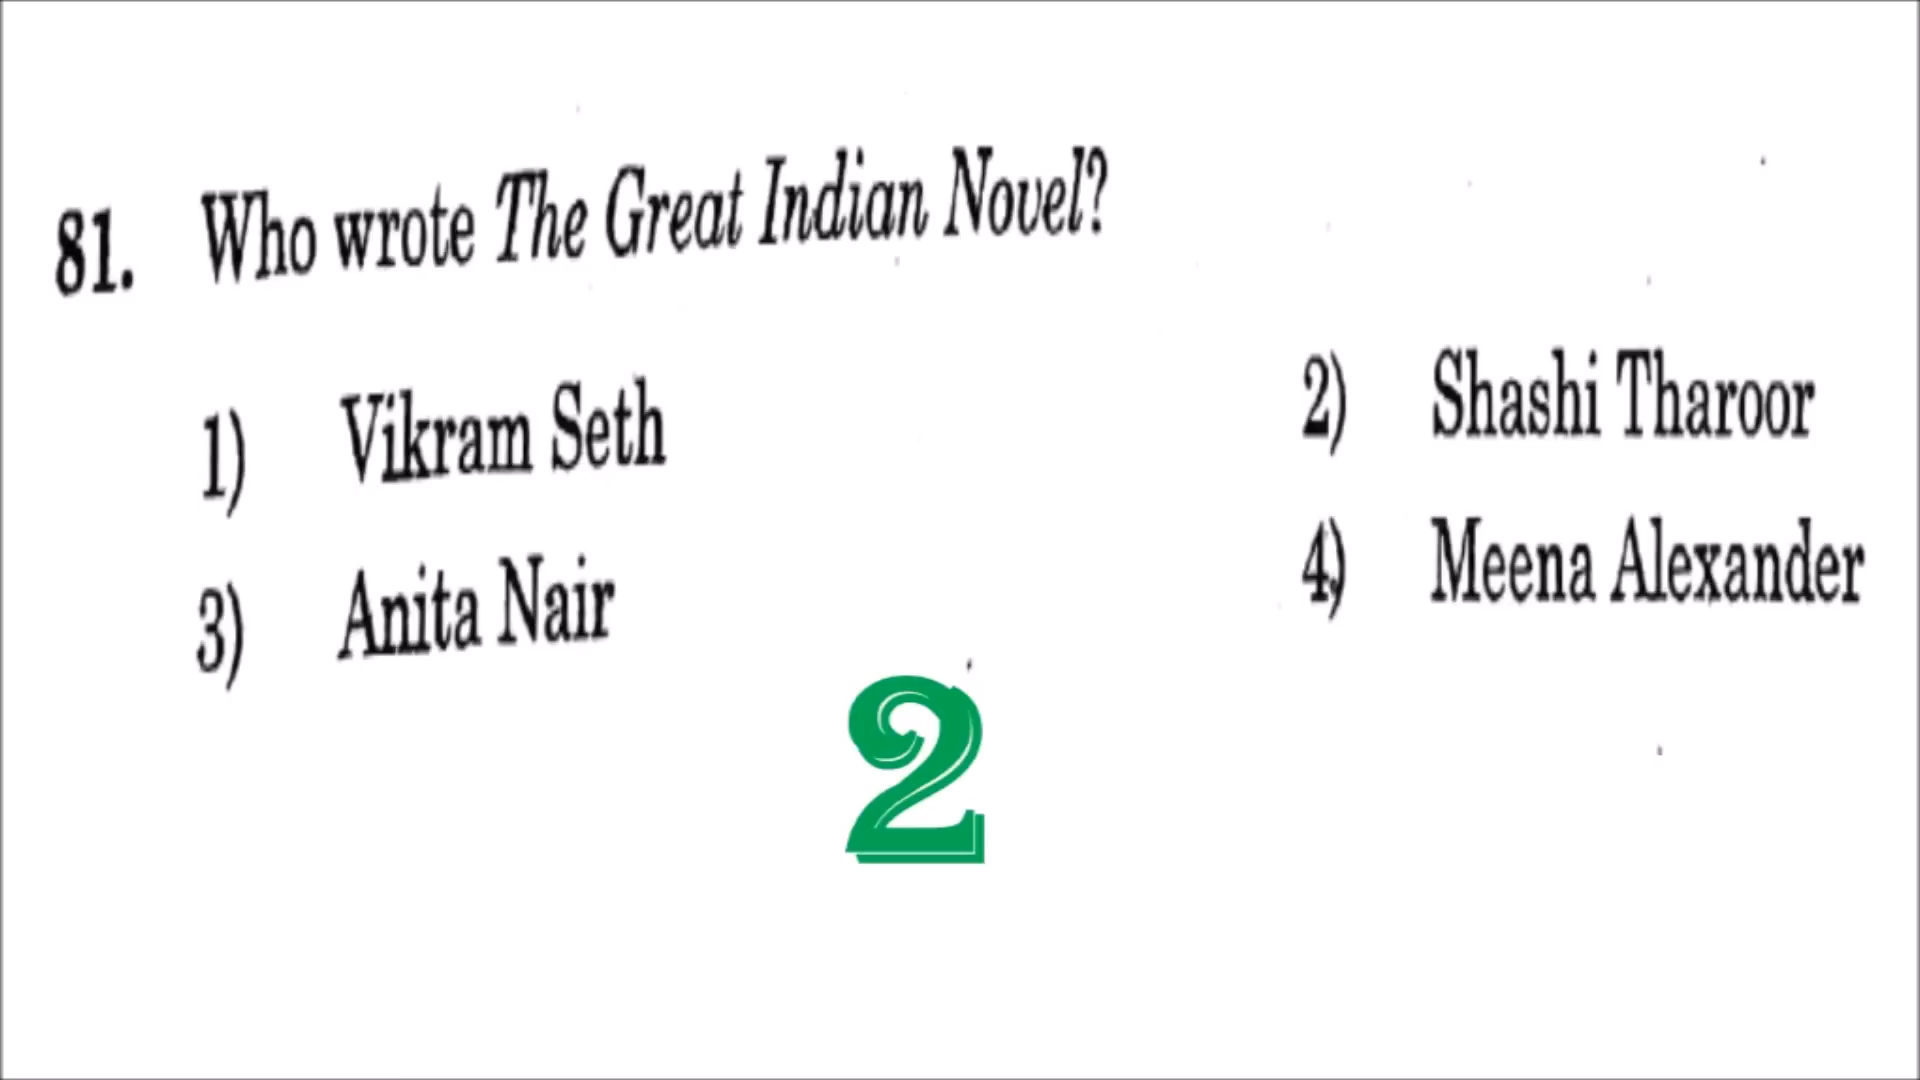 81. Who wrote The Great Indian Novel?
1) Vikram Seth 2) Shashi Tharoor
3) Anita Nair 4) Meena Alexander
2